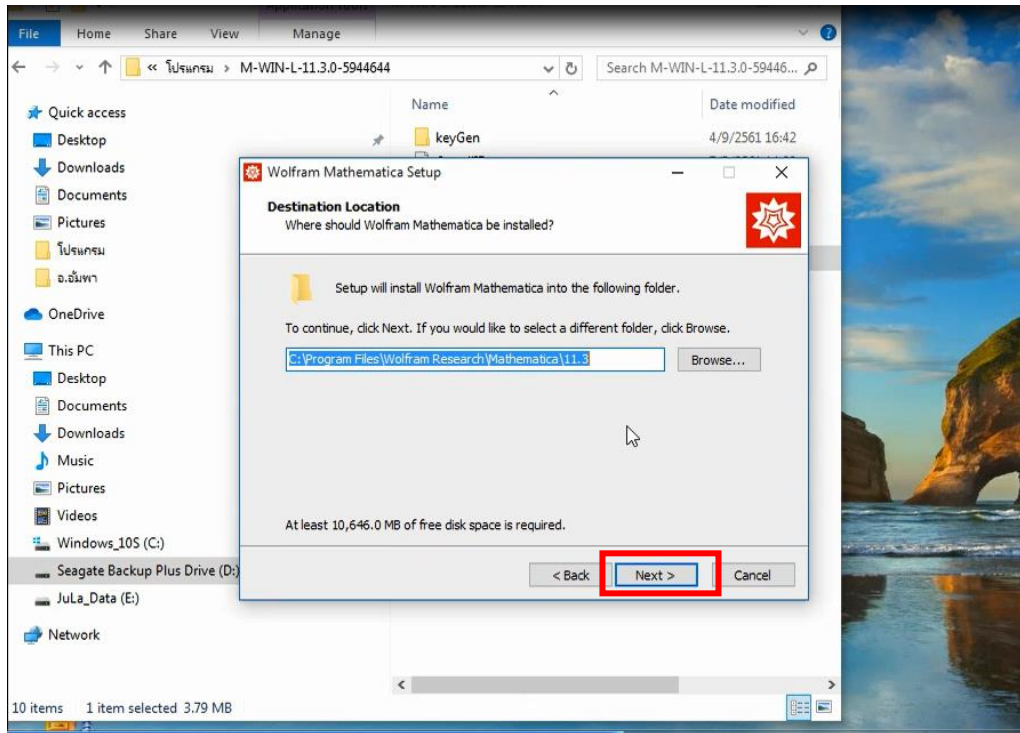 File Home Share View Manage
« โปรแกรม › M-WIN-L-11.3.0-5944644
Search M-WIN-L-11.3.0-59446...
Name Date modified
Quick access
keyGen 4/9/2561 16:42
Desktop
Downloads
Documents
Pictures
โปรแกรม
อ.อัมพา
OneDrive
This PC
Desktop
Documents
Downloads
Music
Pictures
Videos
Windows_10S (C:)
Seagate Backup Plus Drive (D:)
JuLa_Data (E:)
Network
10 items 1 item selected 3.79 MB
Wolfram Mathematica Setup
Destination Location
Where should Wolfram Mathematica be installed?
Setup will install Wolfram Mathematica into the following folder.
To continue, click Next. If you would like to select a different folder, click Browse.
C:\Program Files\Wolfram Research\Mathematica\11.3
Browse...
At least 10,646.0 MB of free disk space is required.
< Back Next > Cancel